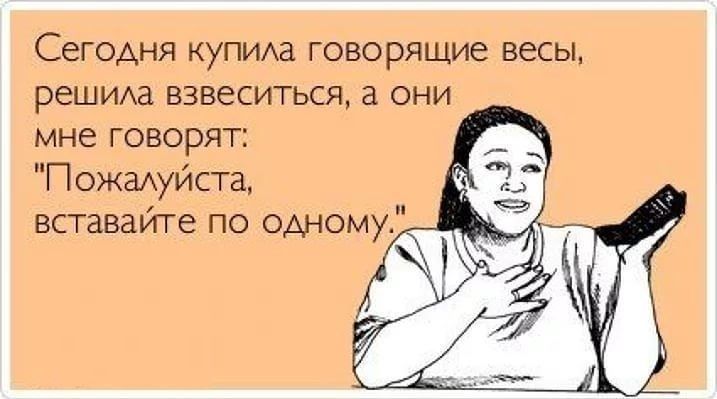 Сегодня купила говорящие весы,
решила взвеситься, а они
мне говорят:
"Пожалуйста,
вставайте по одному."